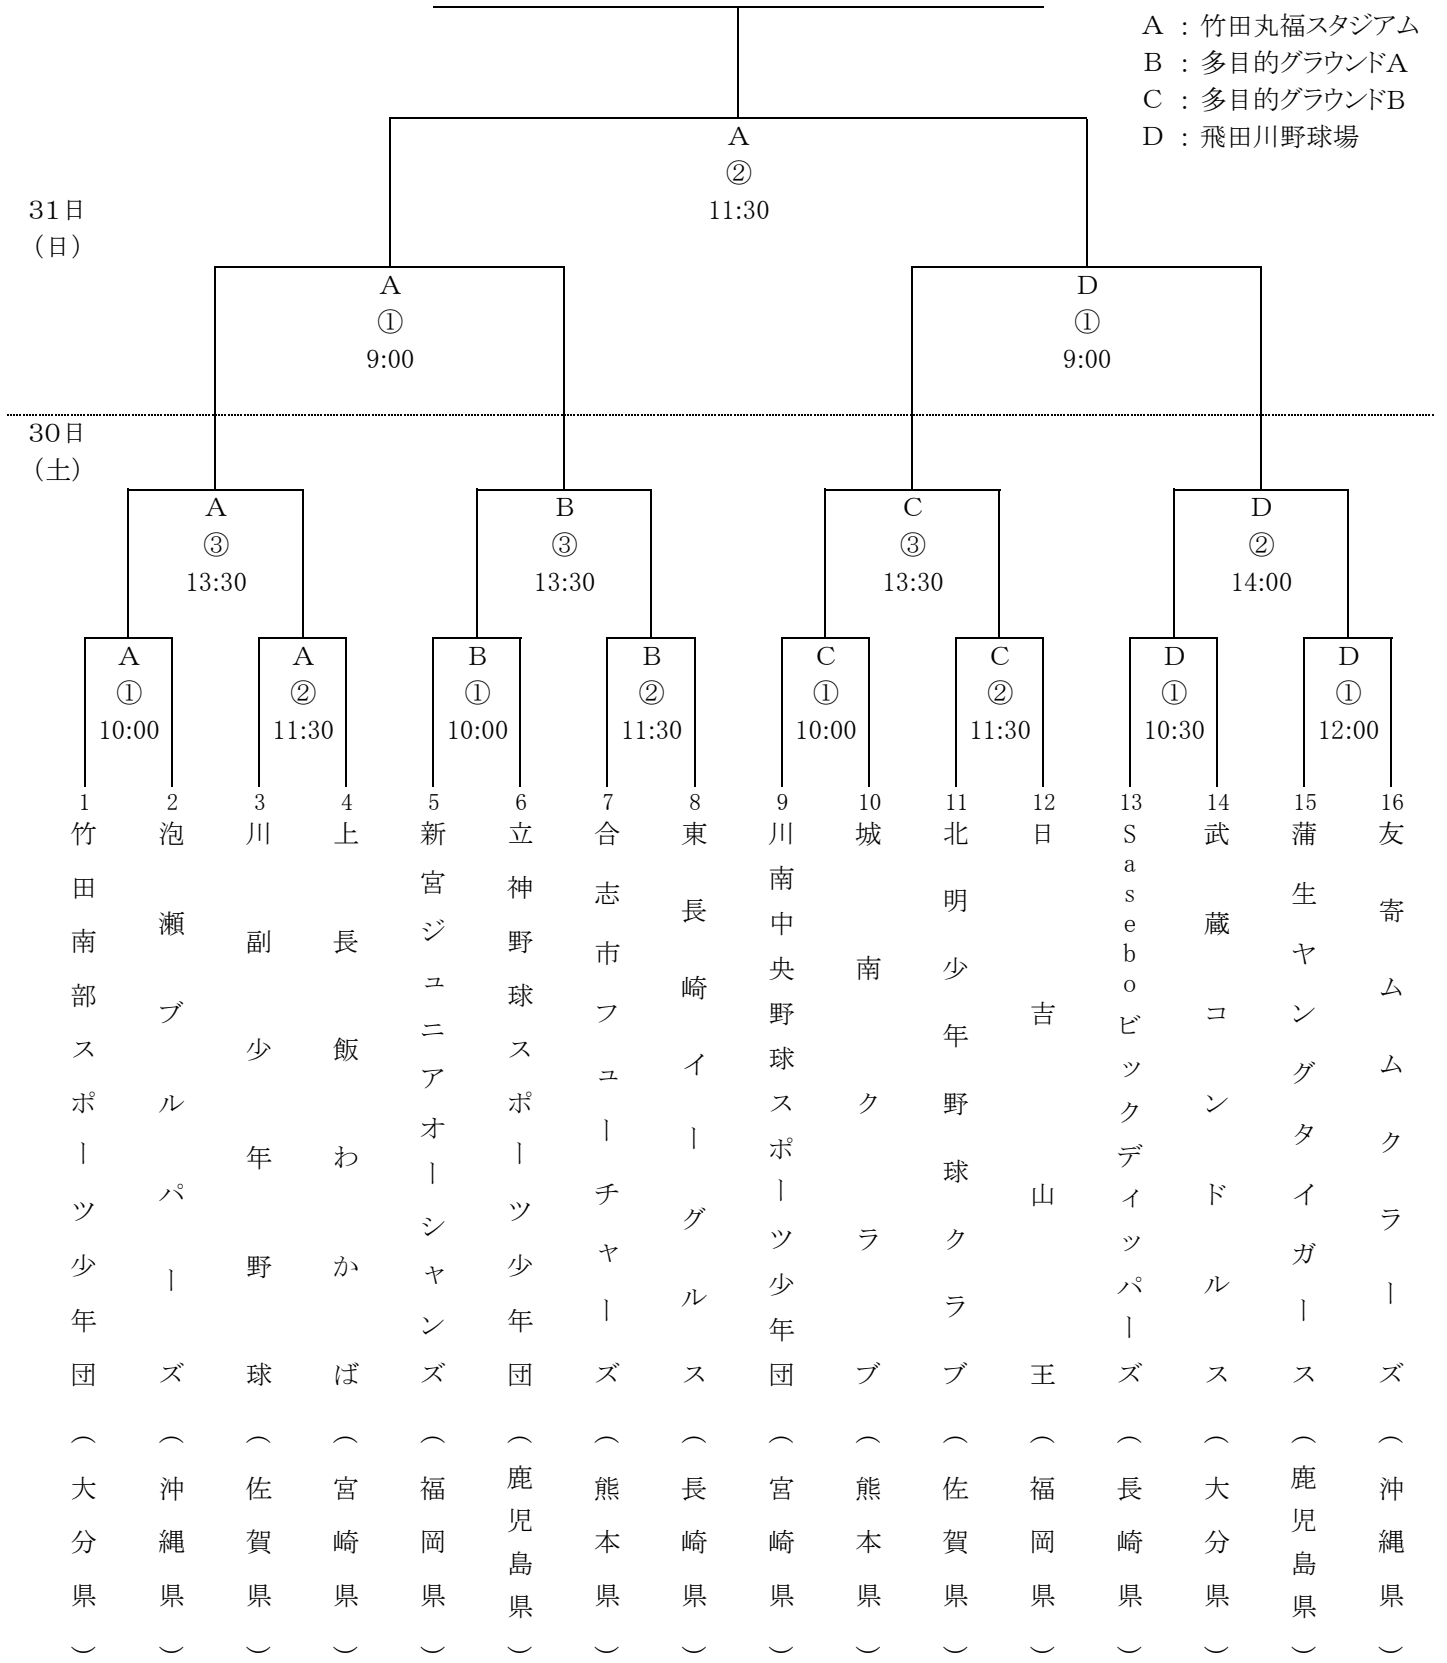 A : 竹田丸福スタジアム
B : 多目的グラウンドA
C : 多目的グラウンドB
D : 飛田川野球場
A
②
11:30
31日
（日）
A
①
9:00
D
①
9:00
30日
（土）
A
③
13:30
B
③
13:30
C
③
13:30
D
②
14:00
A
①
10:00
A
②
11:30
B
①
10:00
B
②
11:30
C
①
10:00
C
②
11:30
D
①
10:30
D
①
12:00
1
竹田南部スポーツ少年団（大分県）
2
泡瀬ブルパーズ（沖縄県）
3
川副少年野球（佐賀県）
4
上長飯わかば（宮崎県）
5
新宮ジュニアオーシャンズ（福岡県）
6
立神野球スポーツ少年団（鹿児島県）
7
合志市フューチャーズ（熊本県）
8
東長崎イーグルス（長崎県）
9
川南中央野球スポーツ少年団（宮崎県）
10
城南クラブ（熊本県）
11
北明少年野球クラブ（佐賀県）
12
日吉山王（福岡県）
13
Saseboビックディッパーズ（長崎県）
14
武蔵コンドルス（大分県）
15
蒲生ヤングタイガース（鹿児島県）
16
友寄ムムクラーズ（沖縄県）